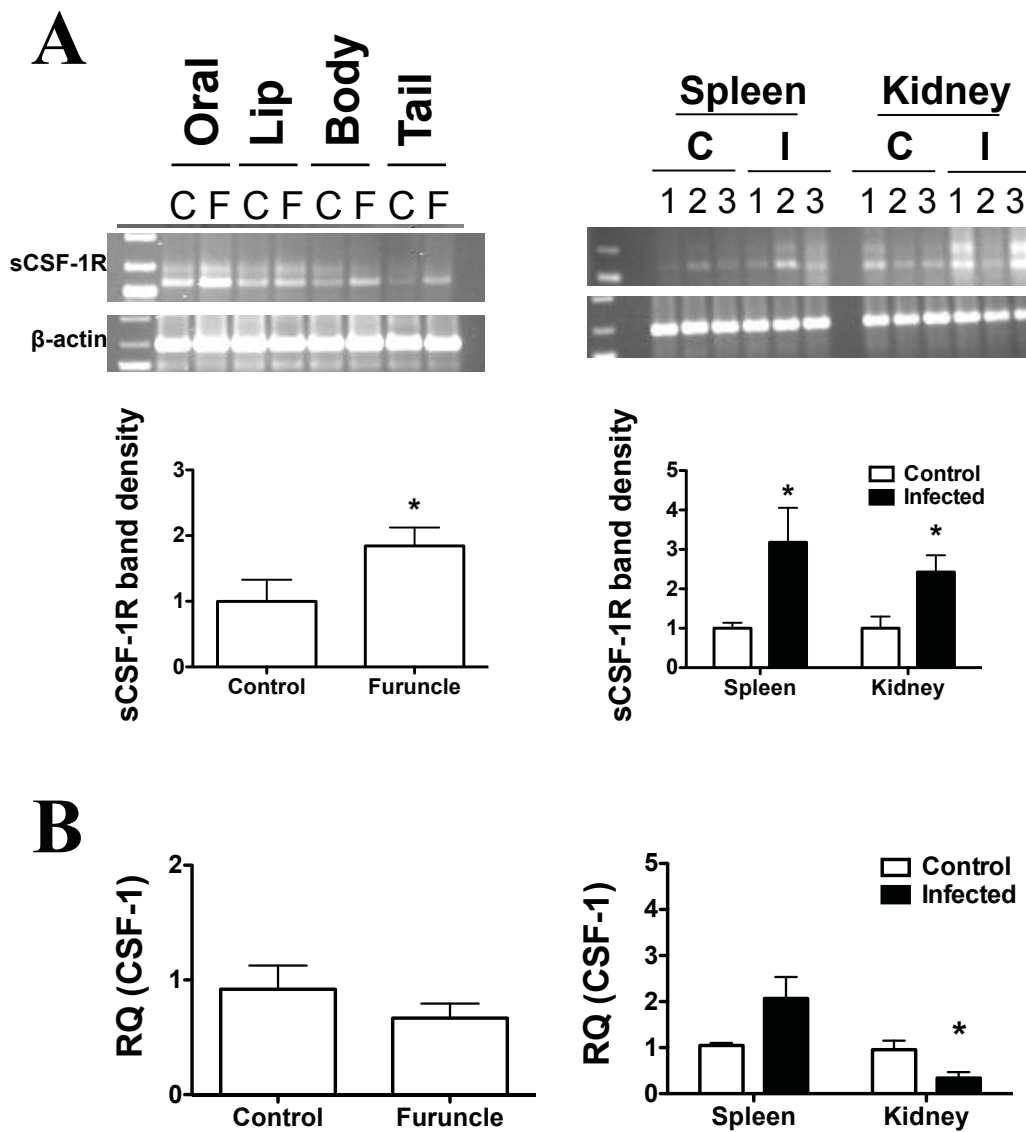 A
Oral Lip Body Tail
C F C F C F C F
sCSF-1R
β-actin
Spleen Kidney
C I C I
1 2 3 1 2 3 1 2 3 1 2 3
sCSF-1R band density
3
2
1
0
*
Control Furuncle
sCSF-1R band density
5
4
3
2
1
0
Control
Infected
*
*
Spleen Kidney
B
RQ (CSF-1)
2
1
0
Control Furuncle
RQ (CSF-1)
5
4
3
2
1
0
Control
Infected
*
Spleen Kidney